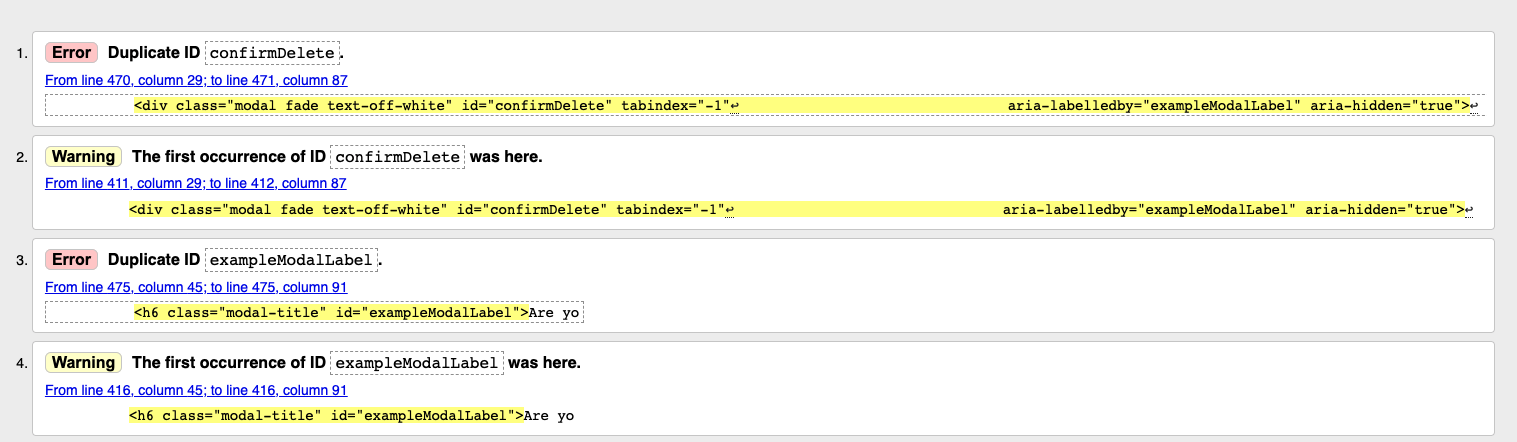 1. Error Duplicate ID confirmDelete.
From line 470, column 29; to line 471, column 87
<div class="modal fade text-off-white" id="confirmDelete" tabindex="-1"↩ aria-labelledby="exampleModalLabel" aria-hidden="true">↩
2. Warning The first occurrence of ID confirmDelete was here.
From line 411, column 29; to line 412, column 87
<div class="modal fade text-off-white" id="confirmDelete" tabindex="-1"↩ aria-labelledby="exampleModalLabel" aria-hidden="true">↩
3. Error Duplicate ID exampleModalLabel.
From line 475, column 45; to line 475, column 91
<h6 class="modal-title" id="exampleModalLabel">Are yo
4. Warning The first occurrence of ID exampleModalLabel was here.
From line 416, column 45; to line 416, column 91
<h6 class="modal-title" id="exampleModalLabel">Are yo